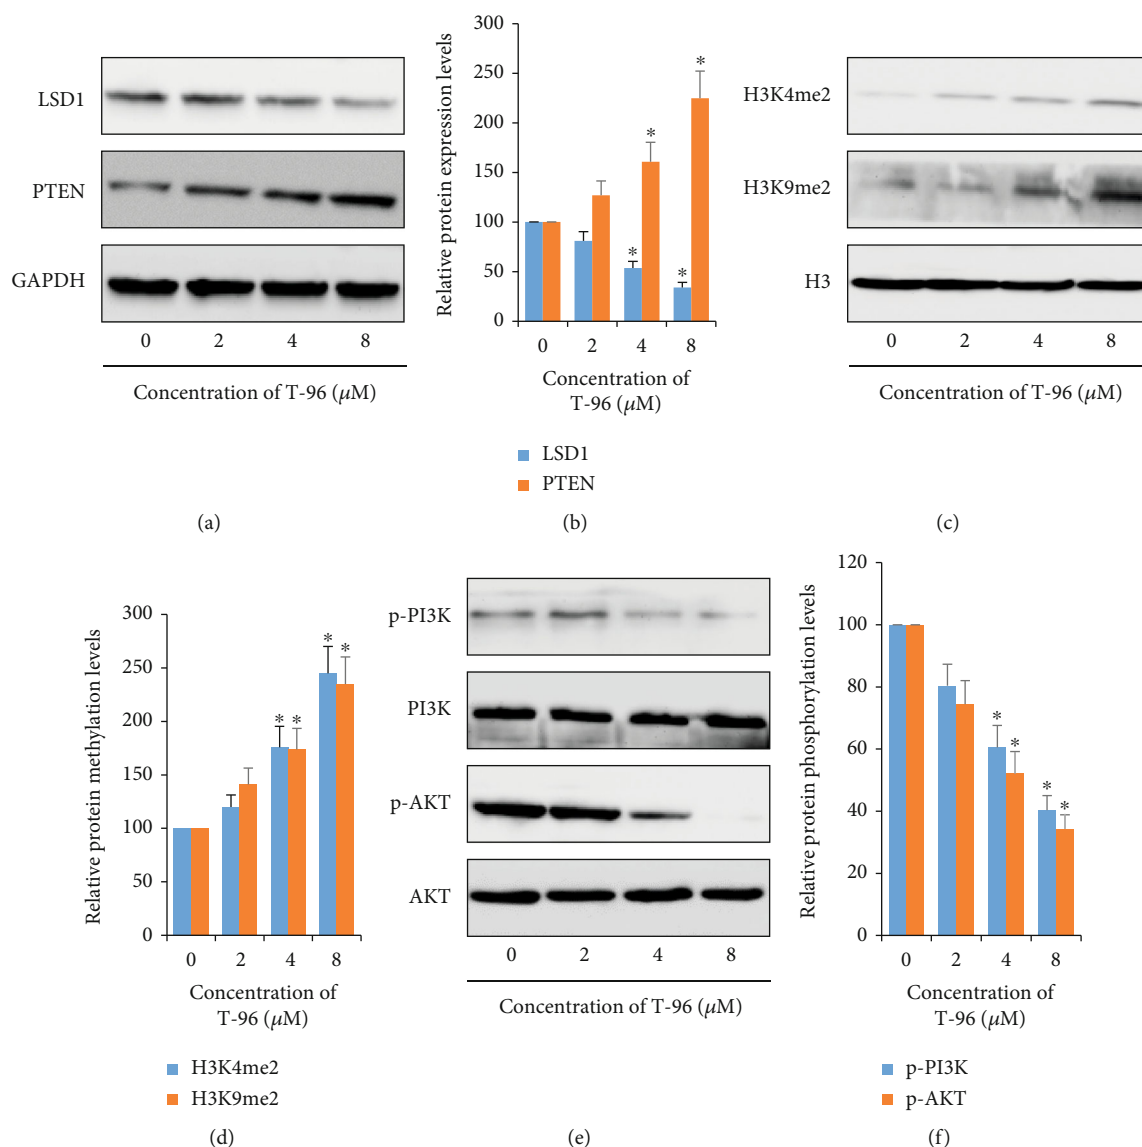 LSD1
PTEN
GAPDH
0 2 4 8
Concentration of T-96 (μM)
(a)
Relative protein expression levels
300
250
200
150
100
50
0
* * * *
0 2 4 8
Concentration of
T-96 (μM)
LSD1
PTEN
(b)
H3K4me2
H3K9me2
H3
0 2 4 8
Concentration of T-96 (μM)
(c)
Relative protein methylation levels
300
250
200
150
100
50
0
* * * *
0 2 4 8
Concentration of
T-96 (μM)
H3K4me2
H3K9me2
(d)
p-PI3K
PI3K
p-AKT
AKT
0 2 4 8
Concentration of T-96 (μM)
(e)
Relative protein phosphorylation levels
120
100
80
60
40
20
0
* * * *
0 2 4 8
Concentration of
T-96 (μM)
p-PI3K
p-AKT
(f)